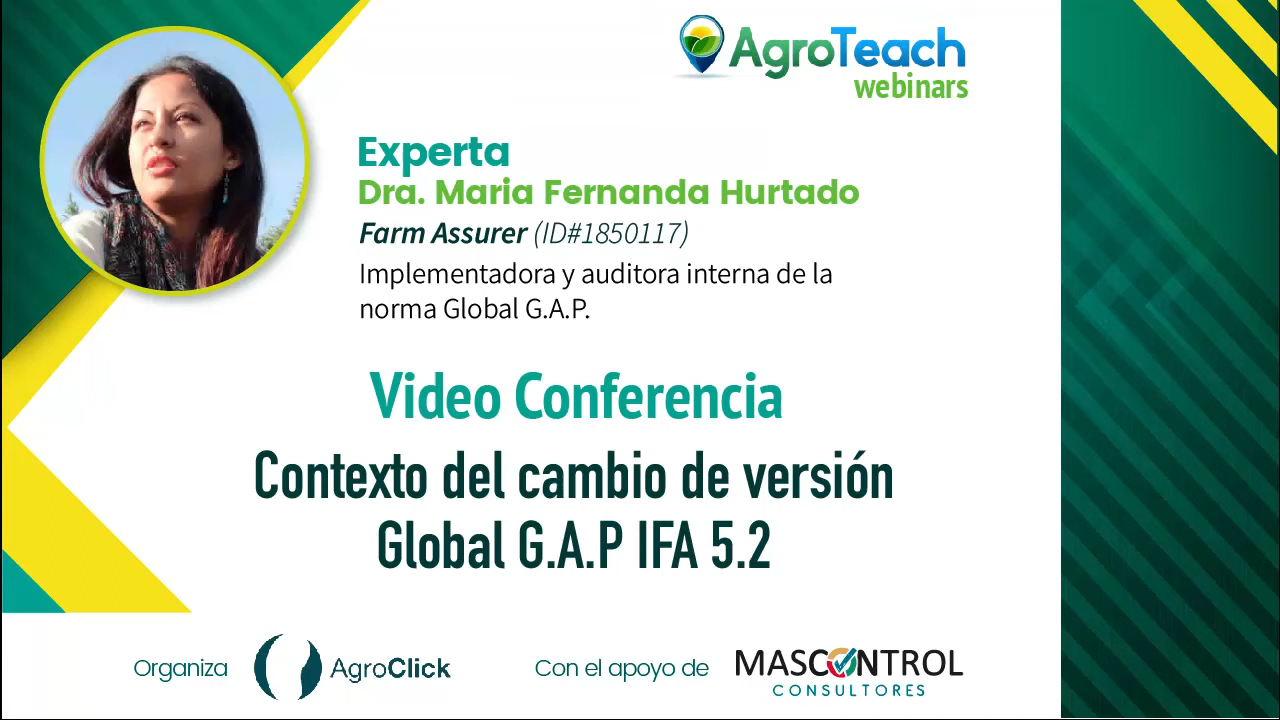 AgroTeach
webinars
Experta
Dra. Maria Fernanda Hurtado
Farm Assurer (ID#1850117)
Implementadora y auditora interna de la
norma Global G.A.P.
Video Conferencia
Contexto del cambio de versión
Global G.A.P IFA 5.2
Organiza AgroClick Con el apoyo de MASCONTROL
CONSULTORES